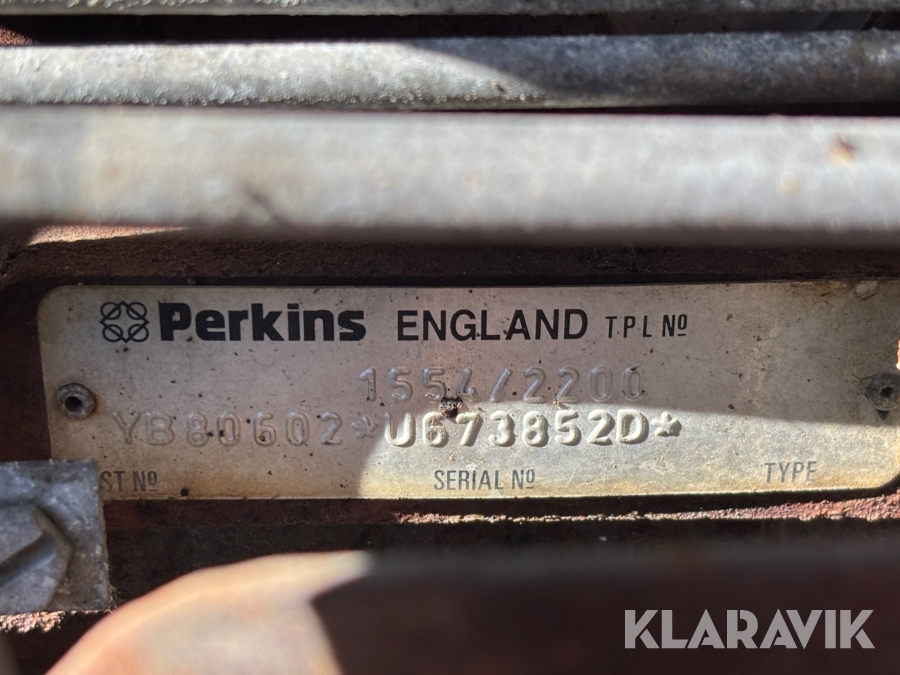 Perkins ENGLAND T.P.L Nº
1554/2200
YB80602*U673852D*
ST Nº SERIAL Nº TYPE
KLARAVIK